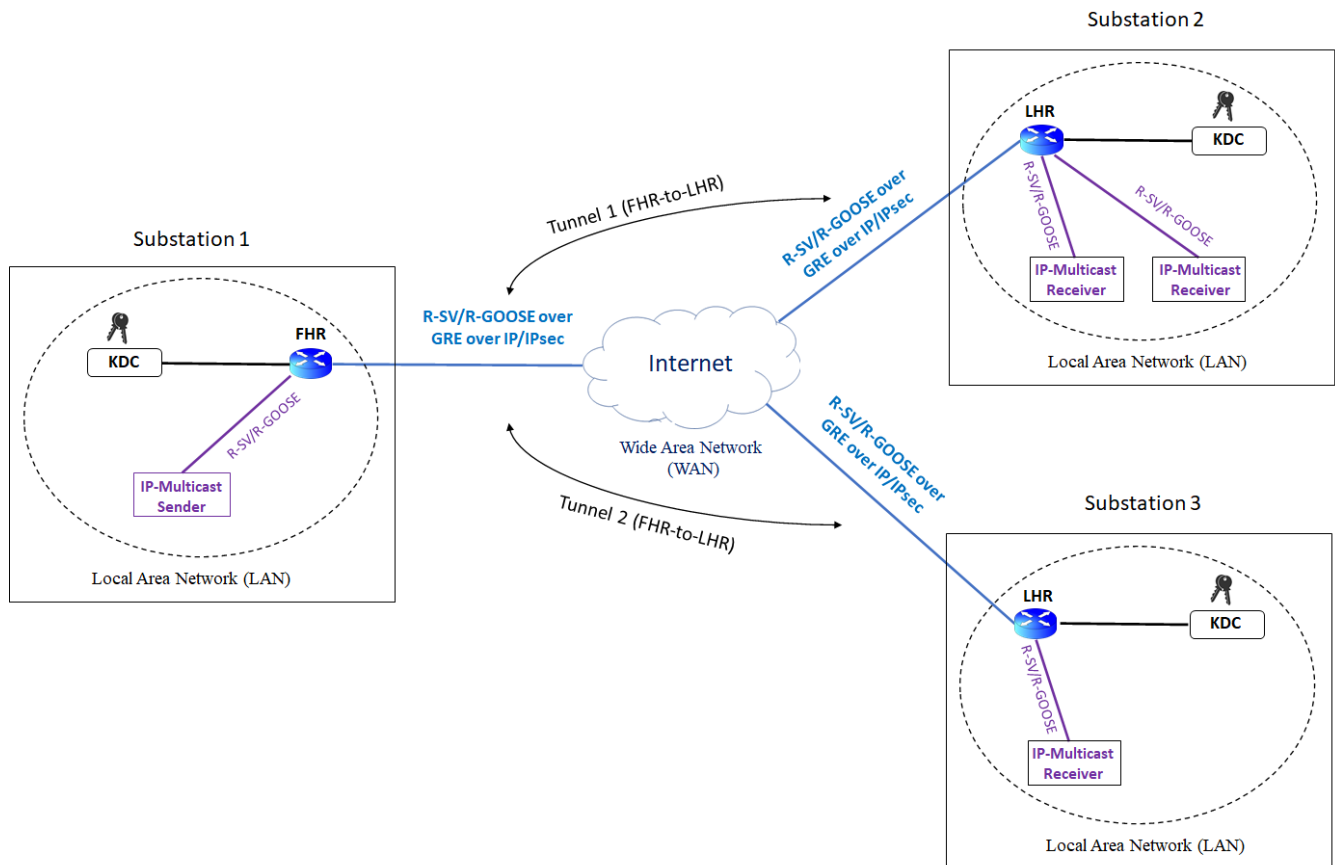 Substation 1
FHR
KDC
R-SV/R-GOOSE
IP-Multicast
Sender
Local Area Network (LAN)
R-SV/R-GOOSE over
GRE over IP/IPsec
Tunnel 1 (FHR-to-LHR)
Internet
Wide Area Network
(WAN)
Tunnel 2 (FHR-to-LHR)
R-SV/R-GOOSE over
GRE over IP/IPsec
R-SV/R-GOOSE over
GRE over IP/IPsec
Substation 2
LHR
KDC
R-SV/R-GOOSE
R-SV/R-GOOSE
IP-Multicast
Receiver
IP-Multicast
Receiver
Local Area Network (LAN)
Substation 3
LHR
KDC
R-SV/R-GOOSE
IP-Multicast
Receiver
Local Area Network (LAN)